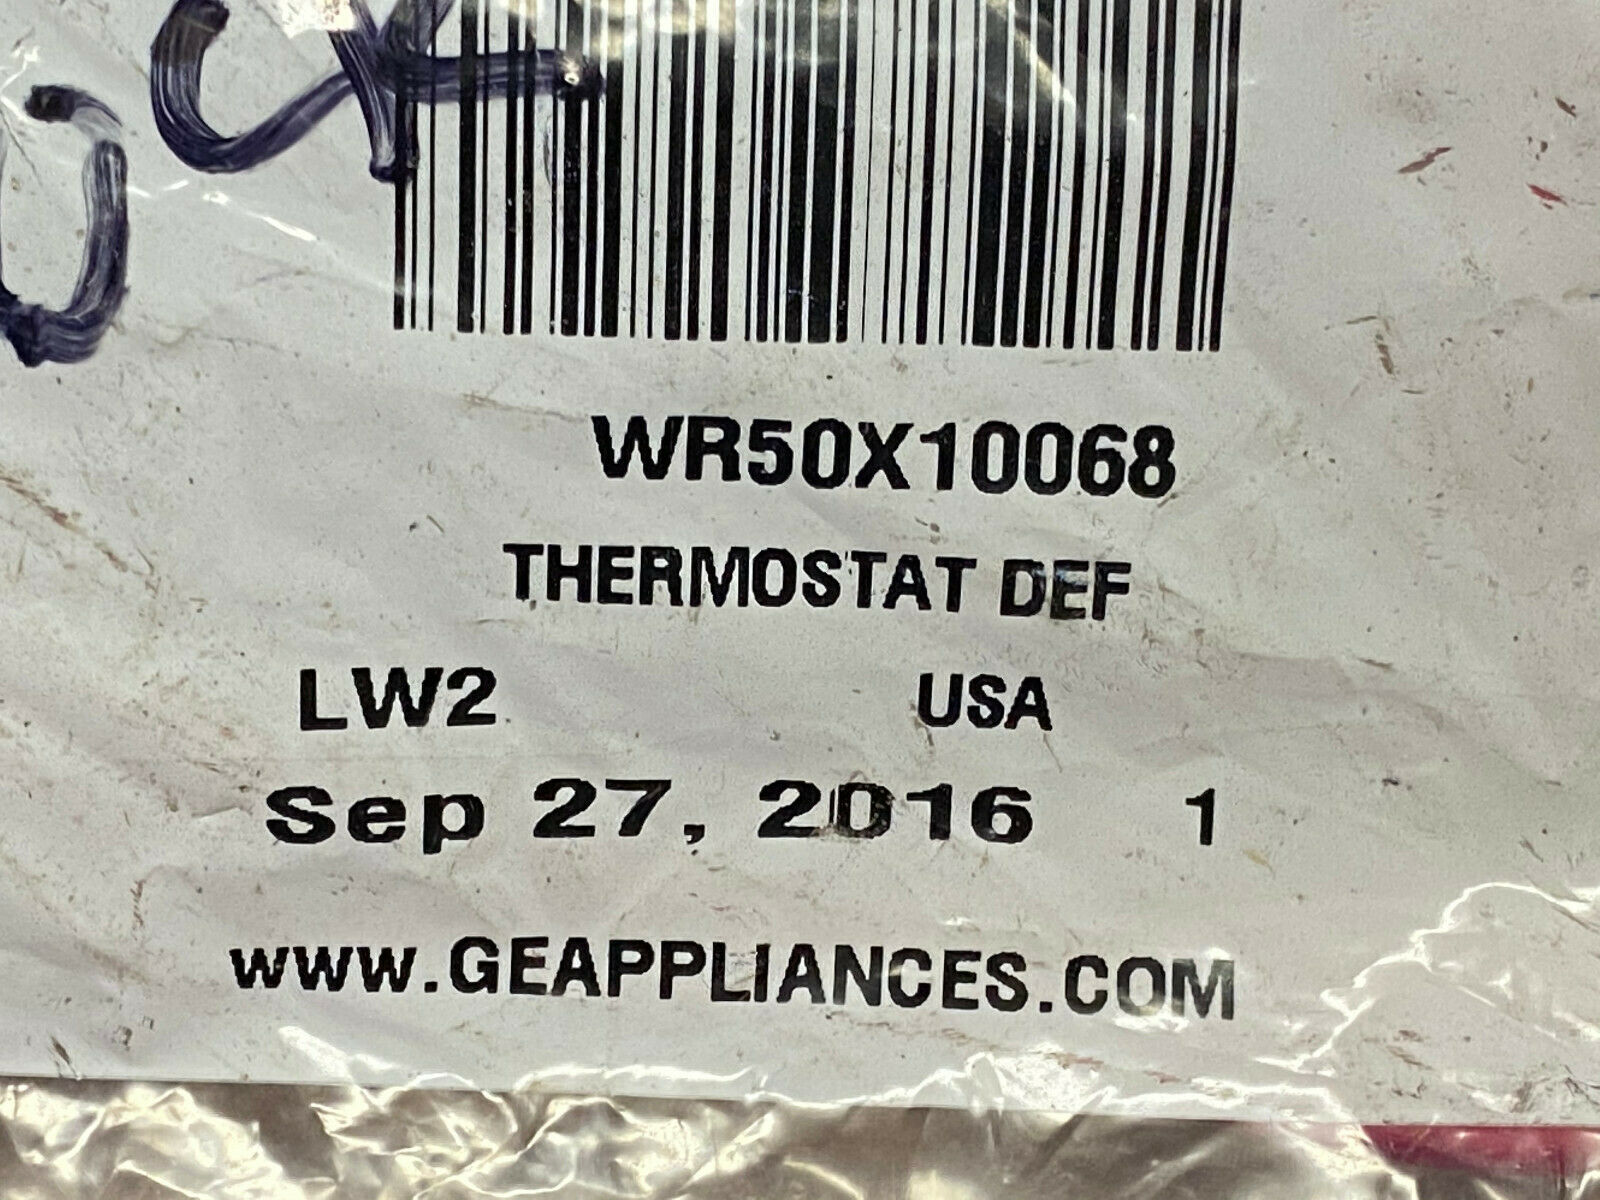 WR50X10068
THERMOSTAT DEF
LW2 USA
Sep 27, 2016 1
www.GEAPPLIANCES.COM